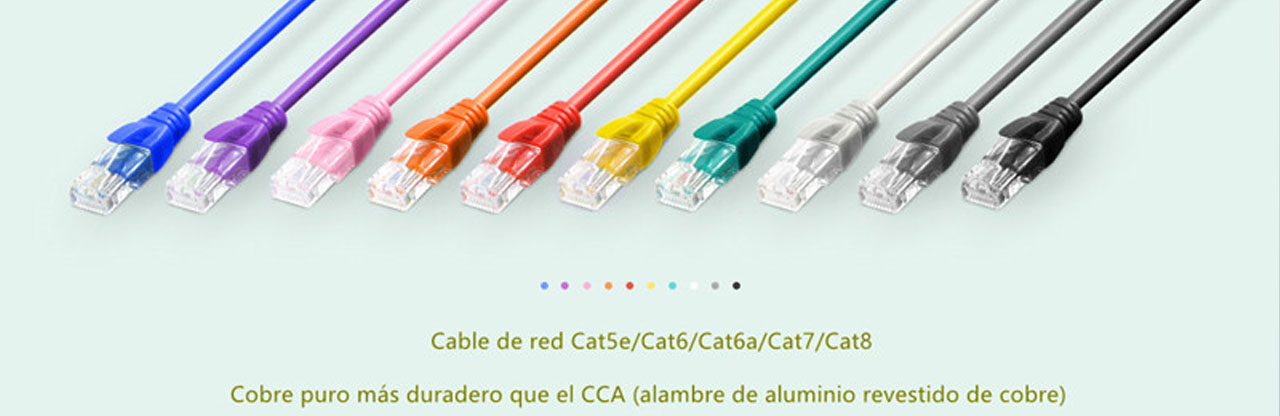 Cable de red Cat5e/Cat6/Cat6a/Cat7/Cat8
Cobre puro más duradero que el CCA (alambre de aluminio revestido de cobre)